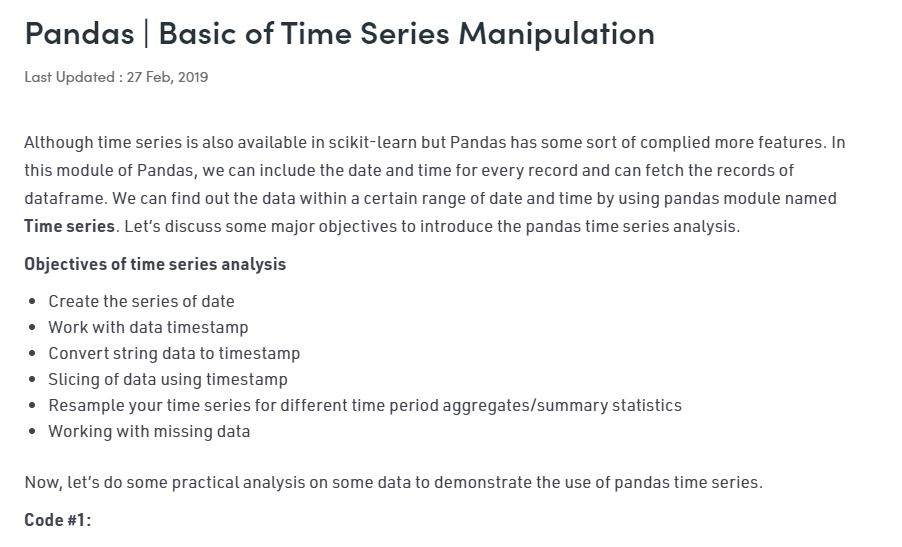 Pandas | Basic of Time Series Manipulation
Last Updated : 27 Feb, 2019
Although time series is also available in scikit-learn but Pandas has some sort of complied more features. In
this module of Pandas, we can include the date and time for every record and can fetch the records of
dataframe. We can find out the data within a certain range of date and time by using pandas module named
Time series. Let’s discuss some major objectives to introduce the pandas time series analysis.
Objectives of time series analysis
• Create the series of date
• Work with data timestamp
• Convert string data to timestamp
• Slicing of data using timestamp
• Resample your time series for different time period aggregates/summary statistics
• Working with missing data
Now, let’s do some practical analysis on some data to demonstrate the use of pandas time series.
Code #1: